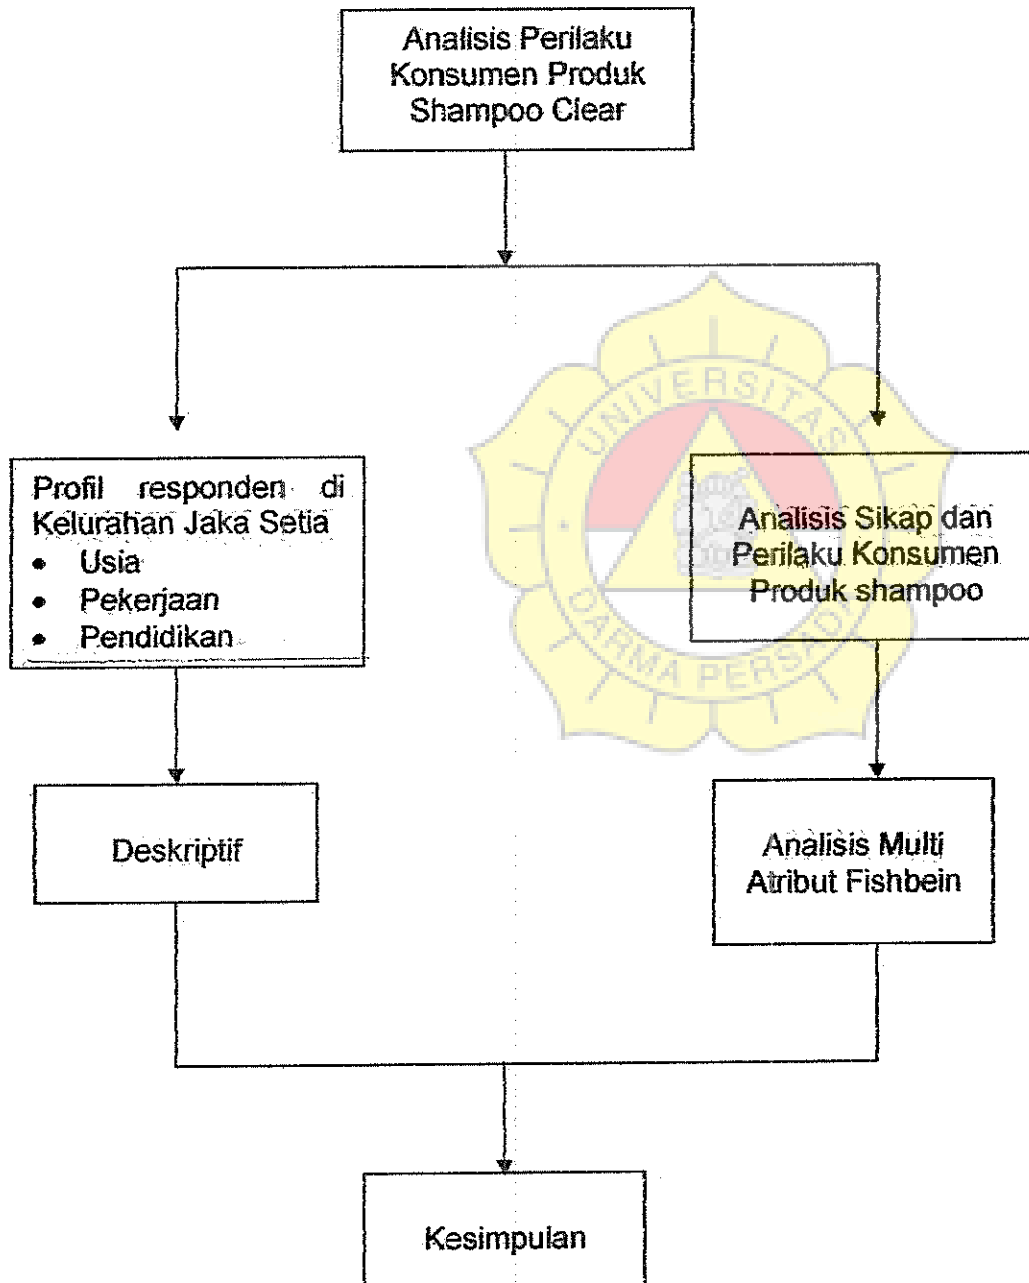 Analisis Perilaku
Konsumen Produk
Shampoo Clear
Profil responden di
Kelurahan Jaka Setia
• Usia
• Pekerjaan
• Pendidikan
Analisis Sikap dan
Perilaku Konsumen
Produk shampoo
Deskriptif
Analisis Multi
Atribut Fishbein
Kesimpulan
UNIVERSITAS
DARMA PERSADA